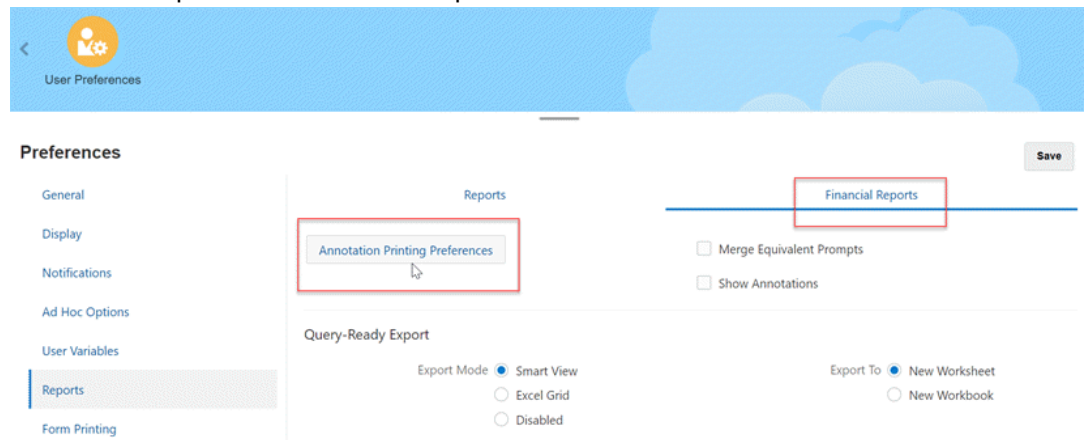 User Preferences
Preferences
Save
General
Reports
Financial Reports
Display
Annotation Printing Preferences
Merge Equivalent Prompts
Notifications
Show Annotations
Ad Hoc Options
Query-Ready Export
User Variables
Export Mode Smart View
Export To New Worksheet
Reports
Excel Grid
New Workbook
Disabled
Form Printing